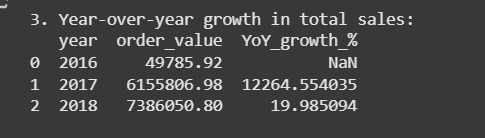 3. Year-over-year growth in total sales:
year order_value YoY_growth_%
0 2016 49785.92 NaN
1 2017 6155806.98 12264.554035
2 2018 7386050.80 19.985094